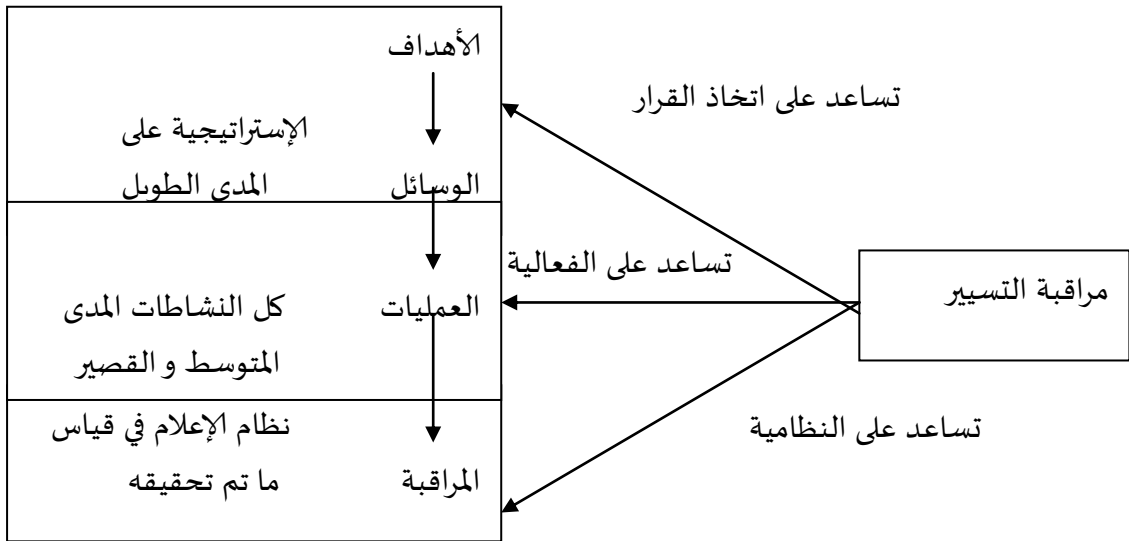 الأهداف
تساعد على اتخاذ القرار
الإستراتيجية على
الوسائل
المدى الطويل
تساعد على الفعالية
مراقبة التسيير
العمليات
كل النشاطات المدى
المتوسط و القصير
تساعد على النظامية
نظام الإعلام في قياس
المراقبة
ما تم تحقيقه